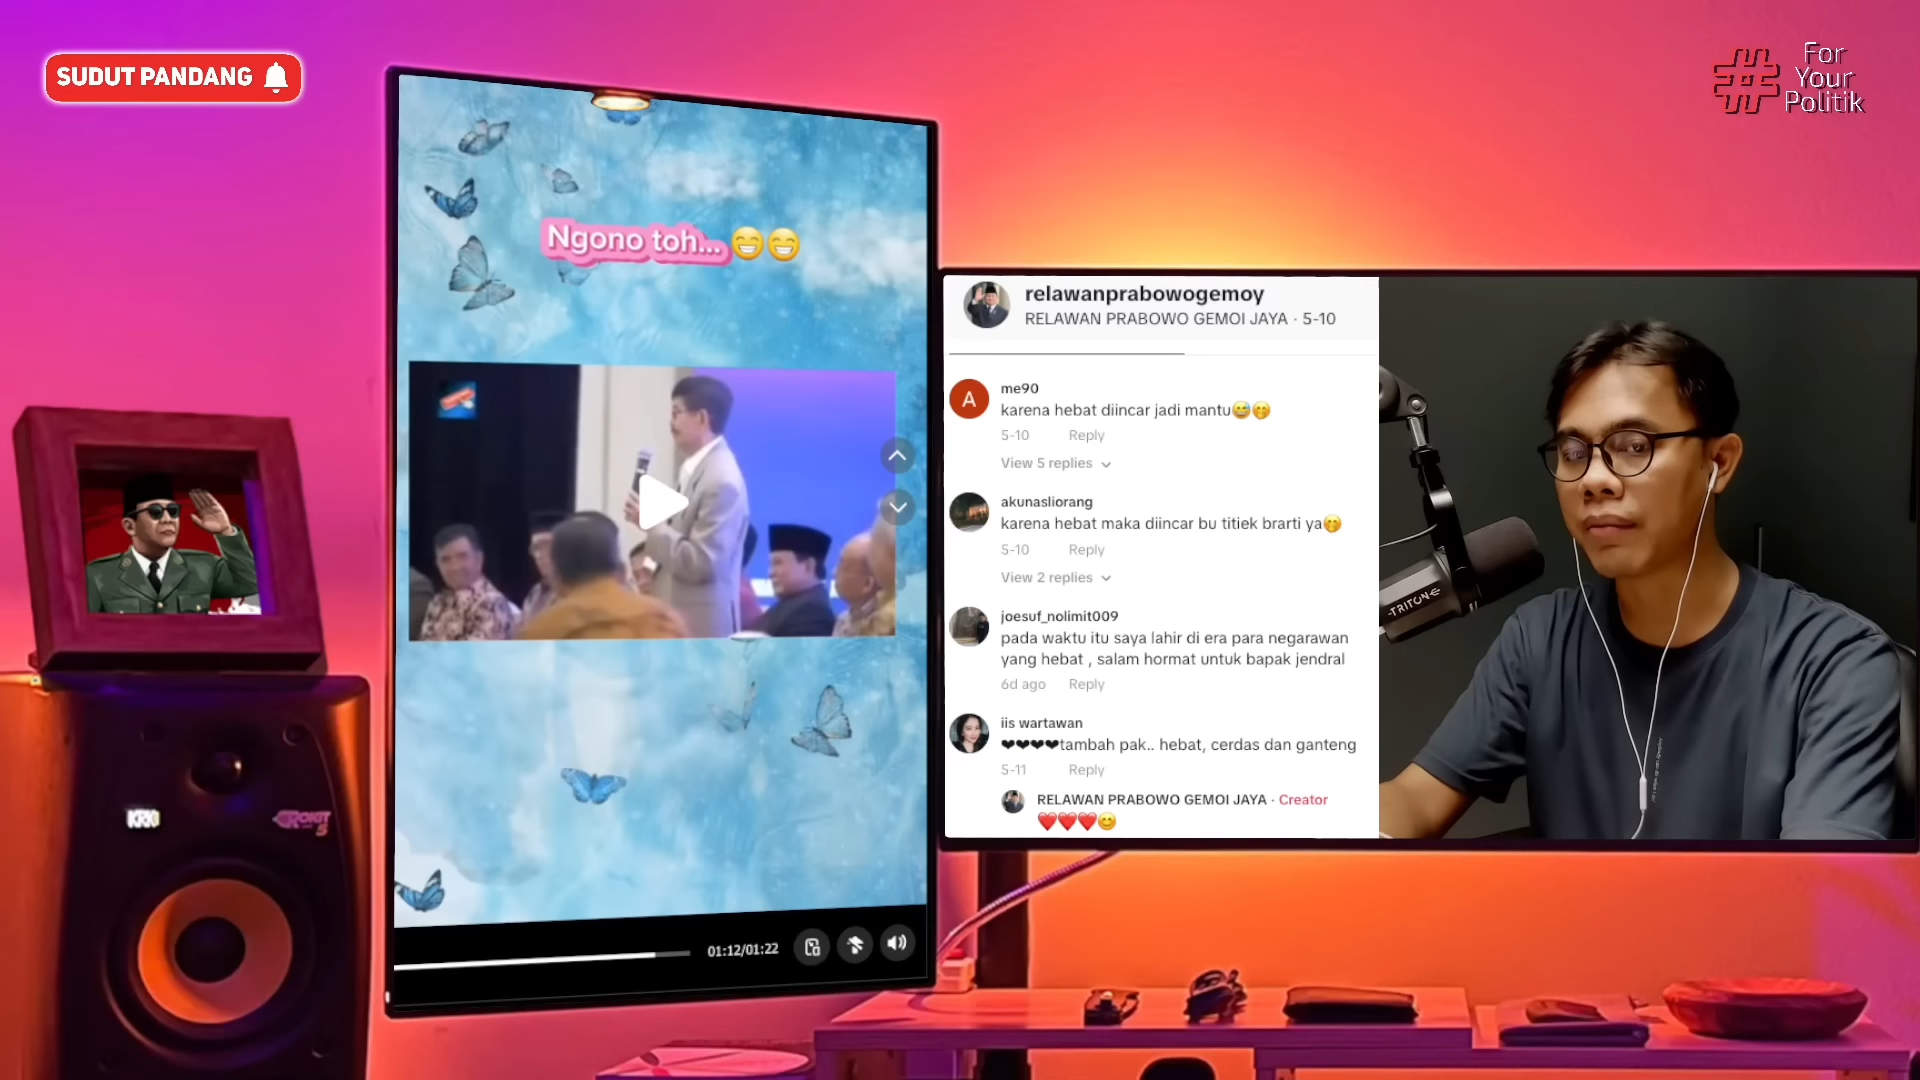 SUDUT PANDANG
For
Your
Politik
Ngono toh...
01:12/01:22
relawanprabowogemoy
RELAWAN PRABOWO GEMOI JAYA · 5-10
A
me90
karena hebat diincar jadi mantu😅🤭
5-10 Reply
View 5 replies
akunasliorang
karena hebat maka diincar bu titiek brarti ya🤭
5-10 Reply
View 2 replies
joesuf_nolimit009
pada waktu itu saya lahir di era para negarawan
yang hebat , salam hormat untuk bapak jendral
6d ago Reply
iis wartawan
❤❤❤❤tambah pak.. hebat, cerdas dan ganteng
5-11 Reply
RELAWAN PRABOWO GEMOI JAYA · Creator
❤️❤️❤️😊
TRITON
KRK
ROKIT 5